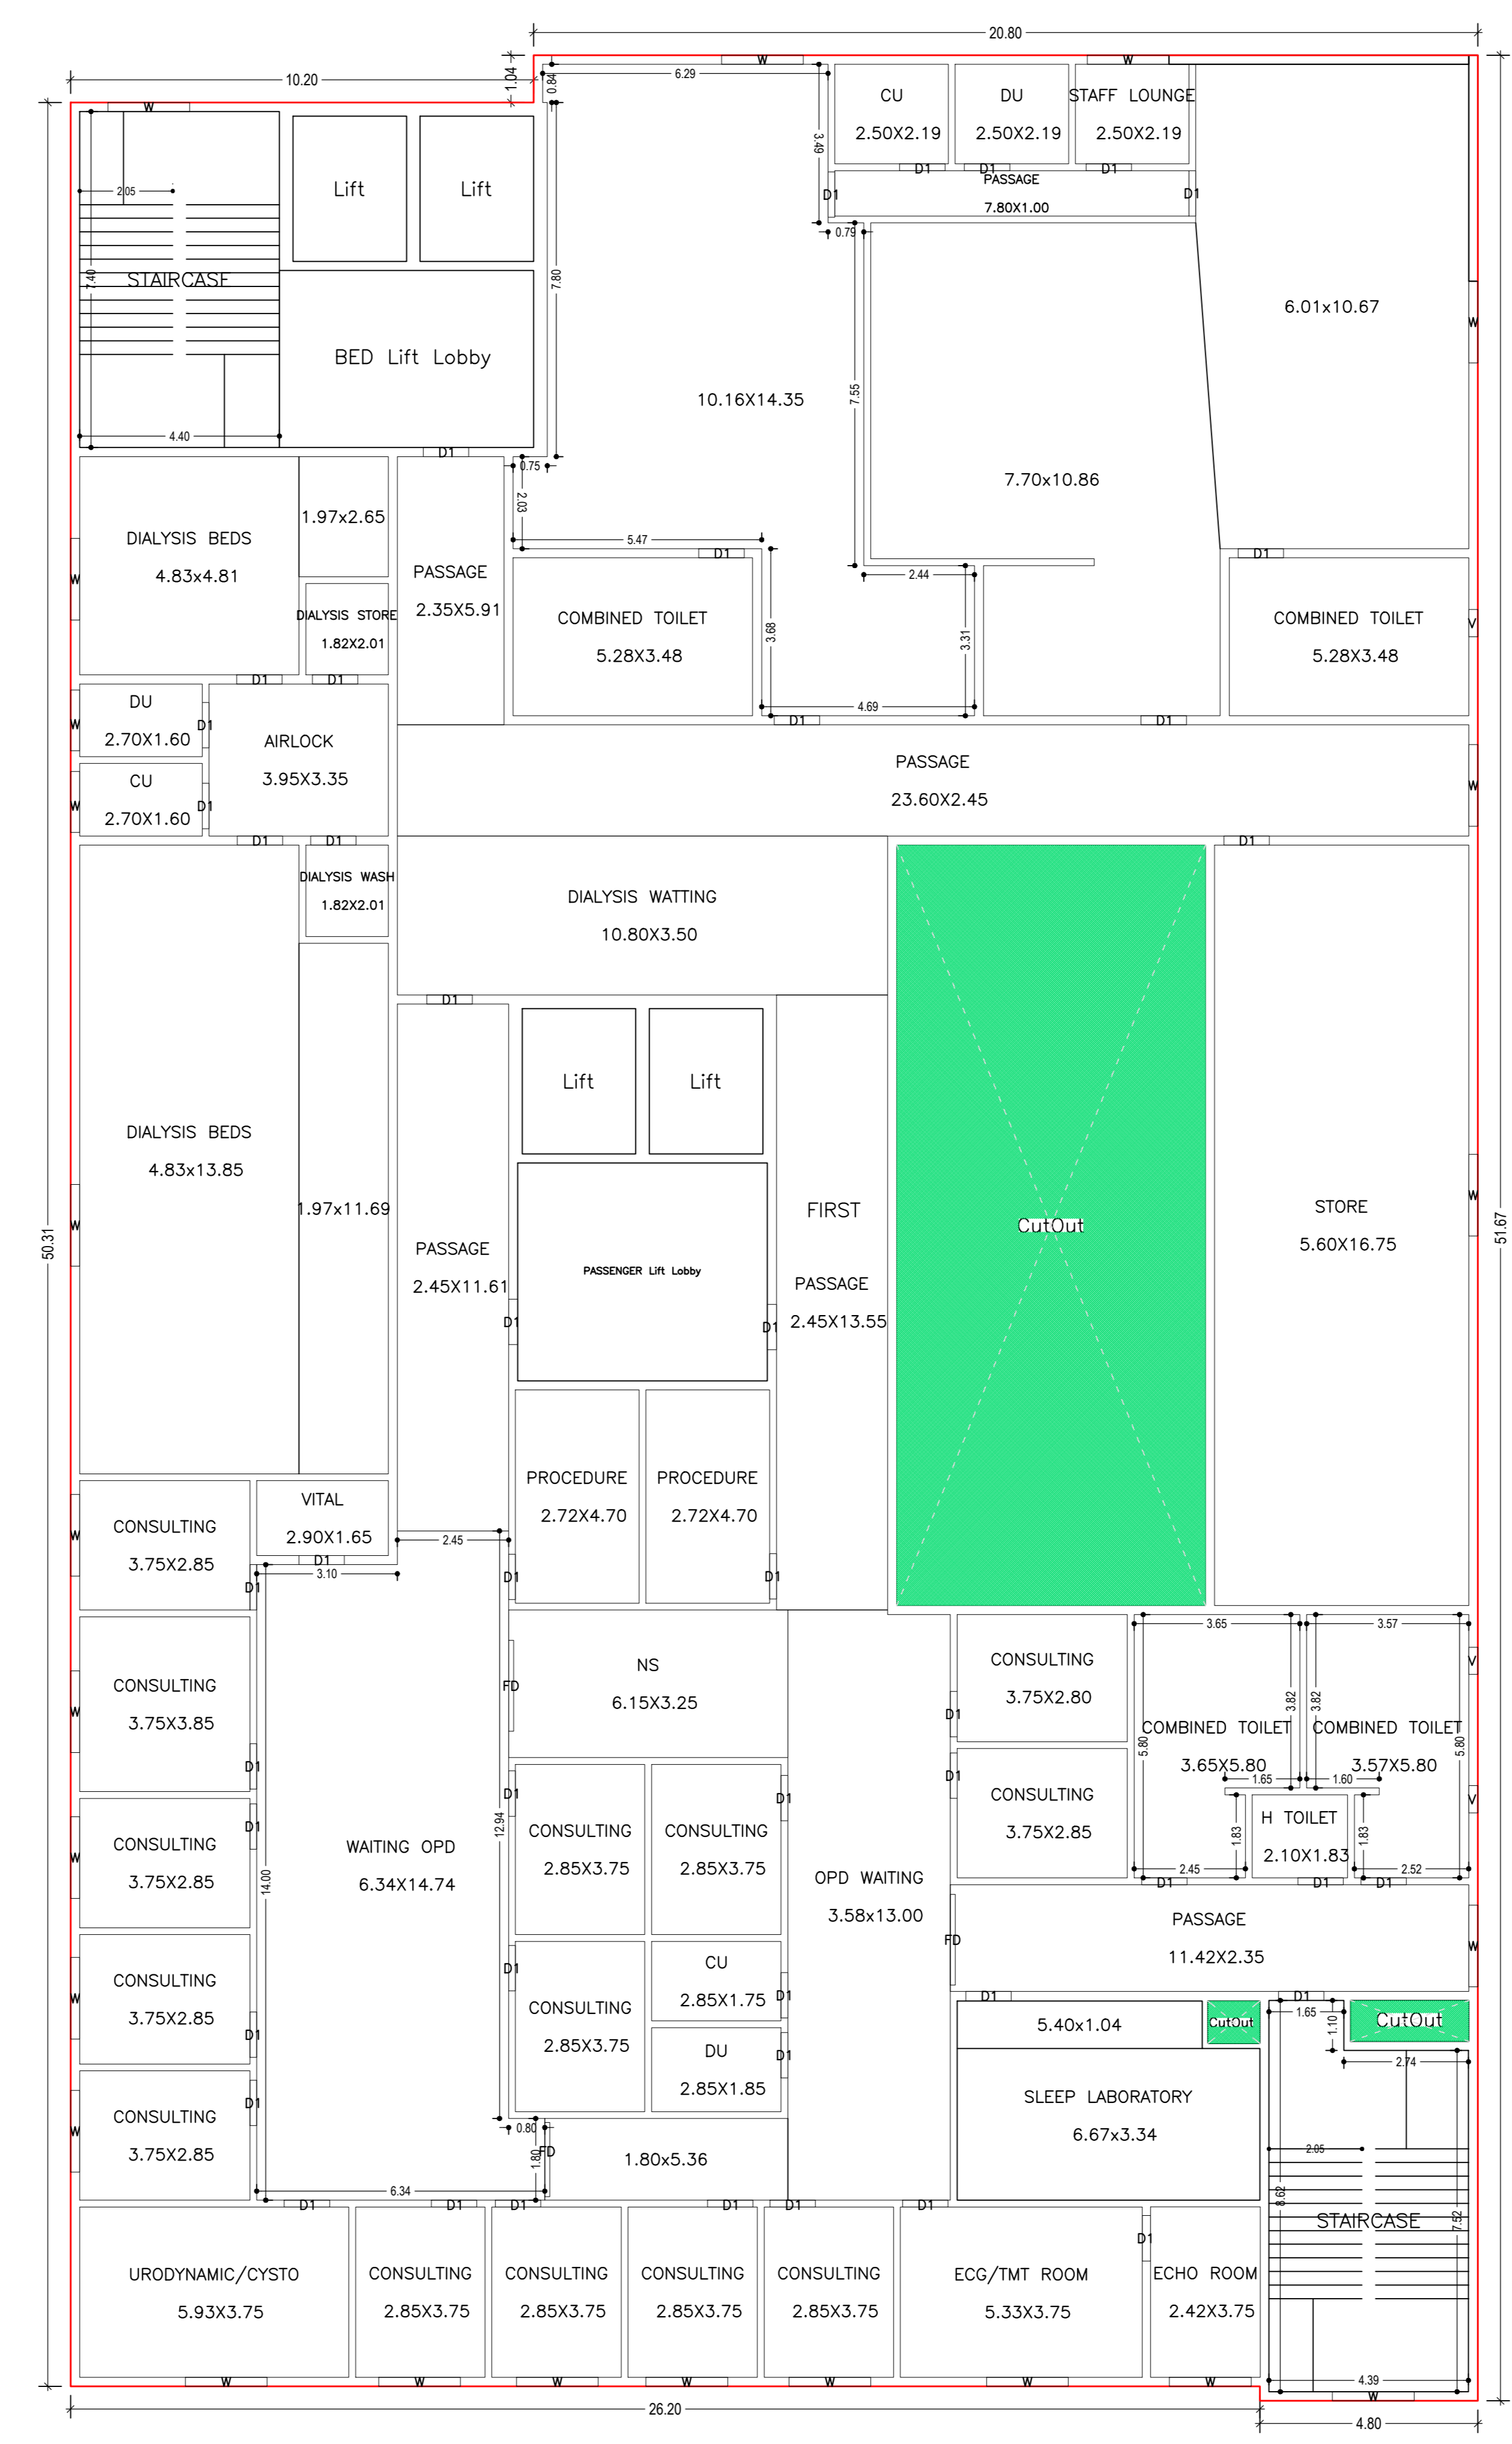 20.80
10.20
1.04
0.84
6.29
W
W
W
CU
2.50X2.19
DU
2.50X2.19
STAFF LOUNGE
2.50X2.19
3.49
D1
D1
D1
PASSAGE
7.80X1.00
D1
D1
0.79
Lift
Lift
2.05
STAIRCASE
7.40
7.80
BED Lift Lobby
6.01x10.67
W
10.16X14.35
7.55
4.40
D1
0.75
7.70x10.86
2.03
1.97x2.65
DIALYSIS BEDS
4.83x4.81
W
5.47
D1
D1
PASSAGE
2.35X5.91
2.44
DIALYSIS STORE
1.82X2.01
COMBINED TOILET
5.28X3.48
3.68
3.31
COMBINED TOILET
5.28X3.48
V
D1
D1
DU
2.70X1.60
W
D1
4.69
D1
D1
AIRLOCK
3.95X3.35
PASSAGE
23.60X2.45
W
CU
2.70X1.60
W
D1
D1
D1
D1
DIALYSIS WASH
1.82X2.01
DIALYSIS WATTING
10.80X3.50
D1
Lift
Lift
DIALYSIS BEDS
4.83x13.85
1.97x11.69
W
50.31
51.67
PASSAGE
2.45X11.61
PASSENGER Lift Lobby
FIRST
PASSAGE
2.45X13.55
D1
D1
CutOut
STORE
5.60X16.75
W
PROCEDURE
2.72X4.70
PROCEDURE
2.72X4.70
VITAL
2.90X1.65
D1
CONSULTING
3.75X2.85
W
D1
3.10
2.45
D1
D1
3.65
3.57
CONSULTING
3.75X3.85
W
D1
NS
6.15X3.25
FD
CONSULTING
3.75X2.80
D1
3.82
3.82
V
COMBINED TOILET
3.65X5.80
COMBINED TOILET
3.57X5.80
5.80
5.80
1.65
1.60
V
CONSULTING
3.75X2.85
W
D1
14.00
WAITING OPD
6.34X14.74
12.94
D1
CONSULTING
2.85X3.75
CONSULTING
2.85X3.75
D1
OPD WAITING
3.58x13.00
D1
CONSULTING
3.75X2.85
1.83
H TOILET
2.10X1.83
1.83
2.45
2.52
D1
D1
D1
PASSAGE
11.42X2.35
FD
W
CONSULTING
3.75X2.85
W
D1
D1
CONSULTING
2.85X3.75
CU
2.85X1.75
D1
DU
2.85X1.85
D1
D1
D1
5.40x1.04
CutOut
1.65
1.10
CutOut
2.74
SLEEP LABORATORY
6.67x3.34
CONSULTING
3.75X2.85
W
D1
0.80
FD
1.80
1.80x5.36
6.34
2.05
8.62
7.52
STAIRCASE
D1
D1
D1
D1
D1
D1
D1
URODYNAMIC/CYSTO
5.93X3.75
CONSULTING
2.85X3.75
CONSULTING
2.85X3.75
CONSULTING
2.85X3.75
CONSULTING
2.85X3.75
ECG/TMT ROOM
5.33X3.75
ECHO ROOM
2.42X3.75
4.39
W
W
W
W
W
W
W
W
26.20
4.80